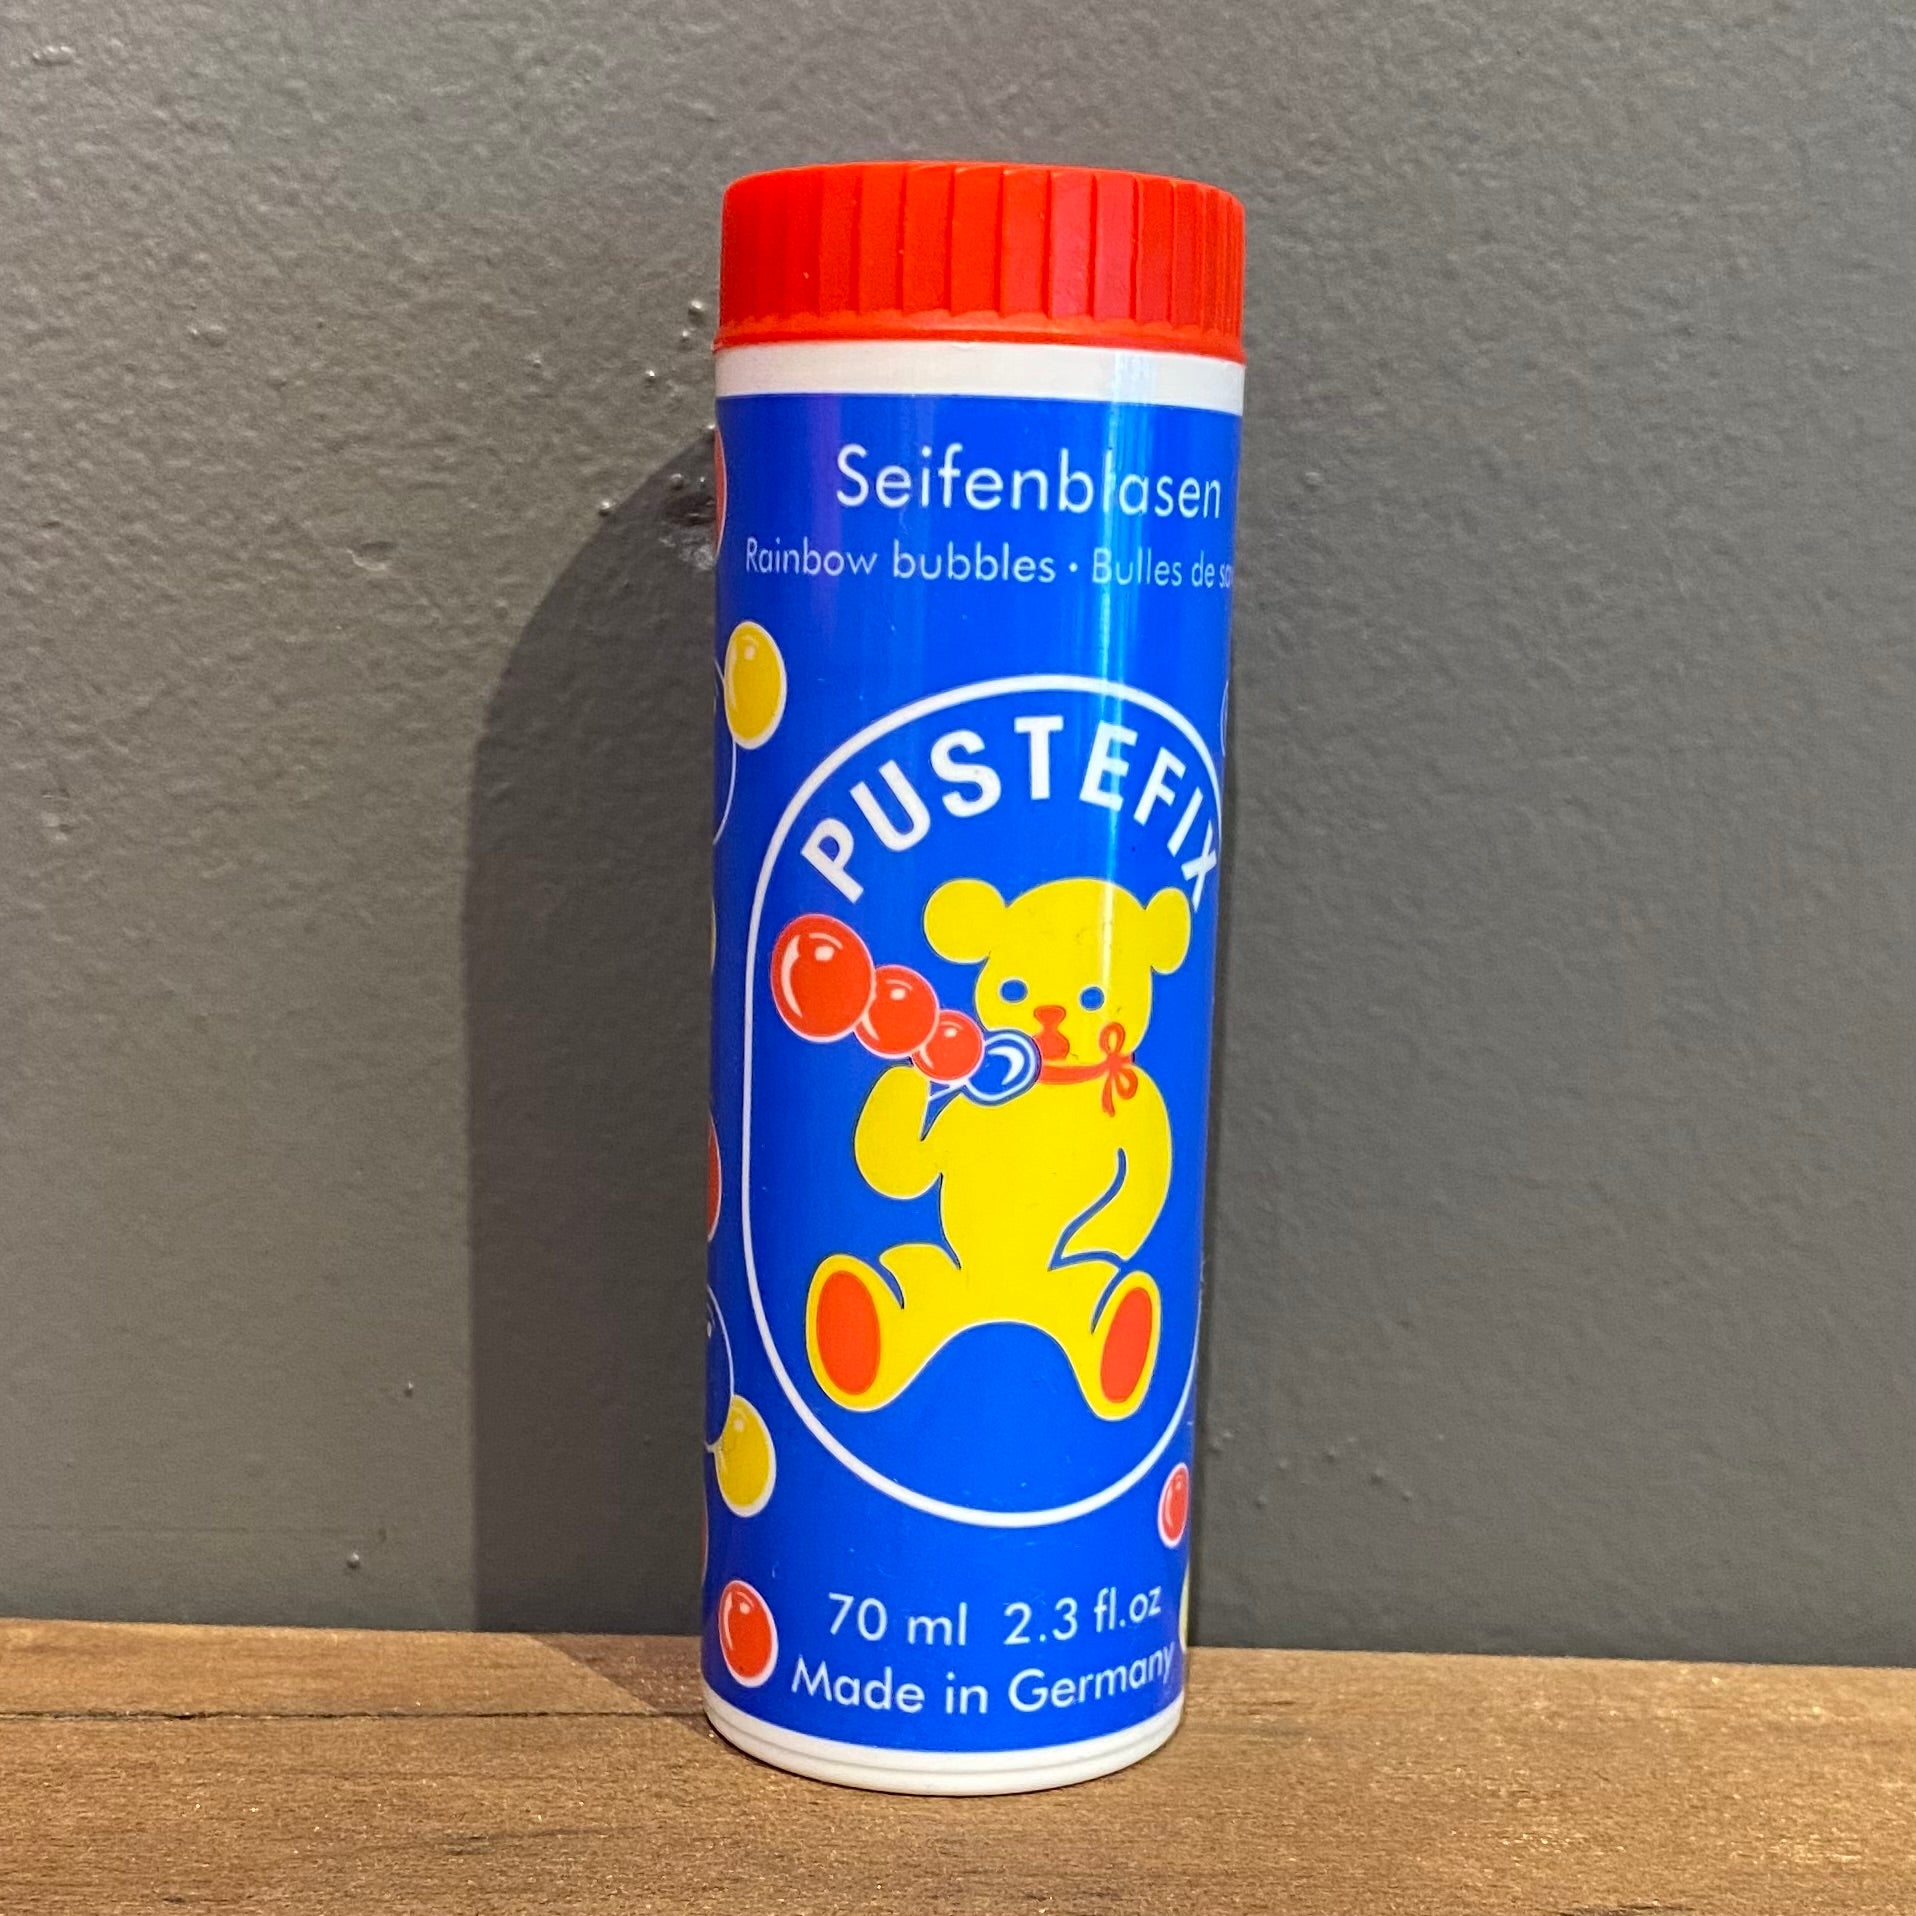 Seifenblasen
Rainbow bubbles • Bulles de
PUSTEFIX
70 ml 2.3 fl.oz
Made in Germany